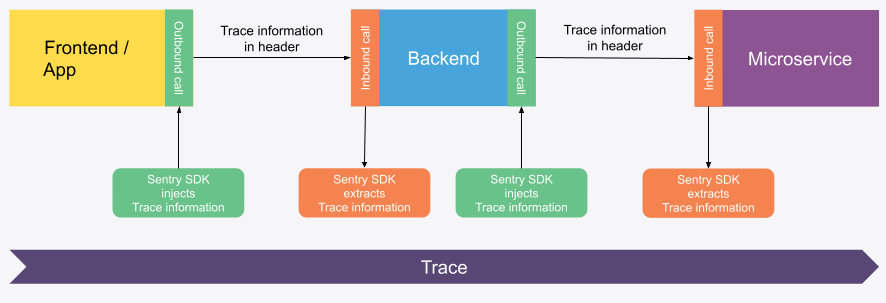 Frontend /
App
Outbound call
Trace information
in header
Inbound call
Backend
Outbound call
Trace information
in header
Inbound call
Microservice
Sentry SDK
injects
Trace information
Sentry SDK
extracts
Trace information
Sentry SDK
injects
Trace information
Sentry SDK
extracts
Trace information
Trace